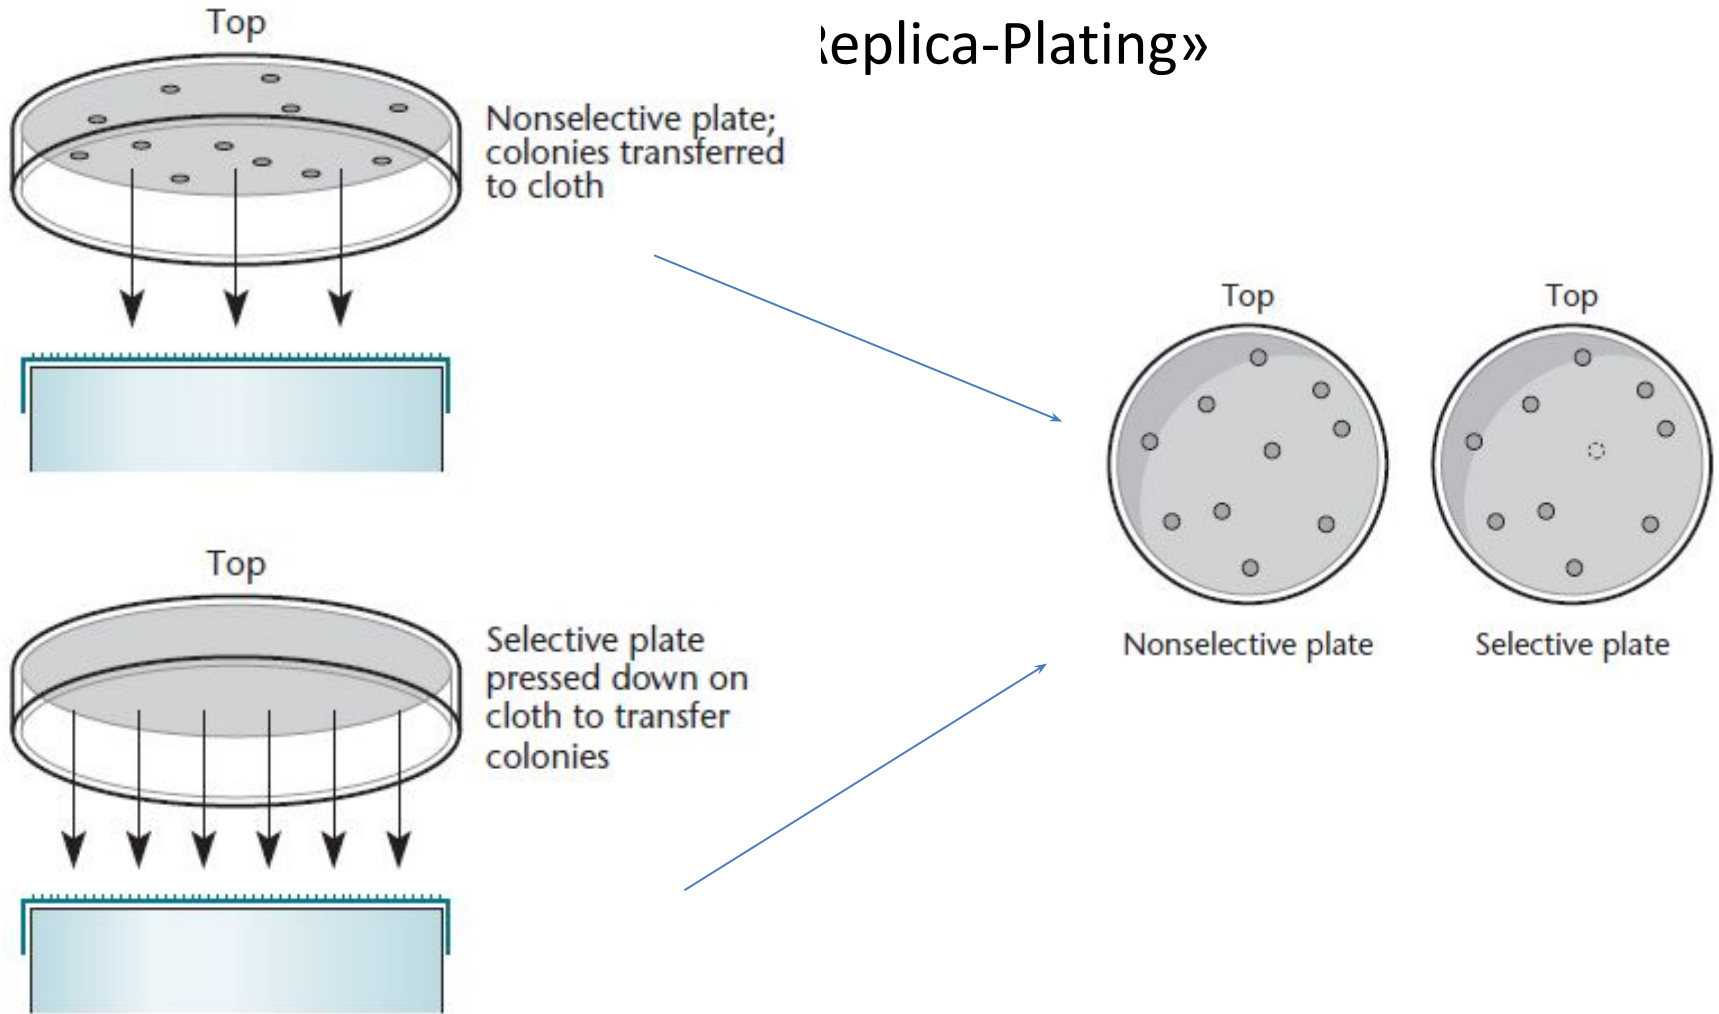 eplica-Plating»
Top
Nonselective plate;
colonies transferred
to cloth
Top
Selective plate
pressed down on
cloth to transfer
colonies
Top
Top
Nonselective plate
Selective plate